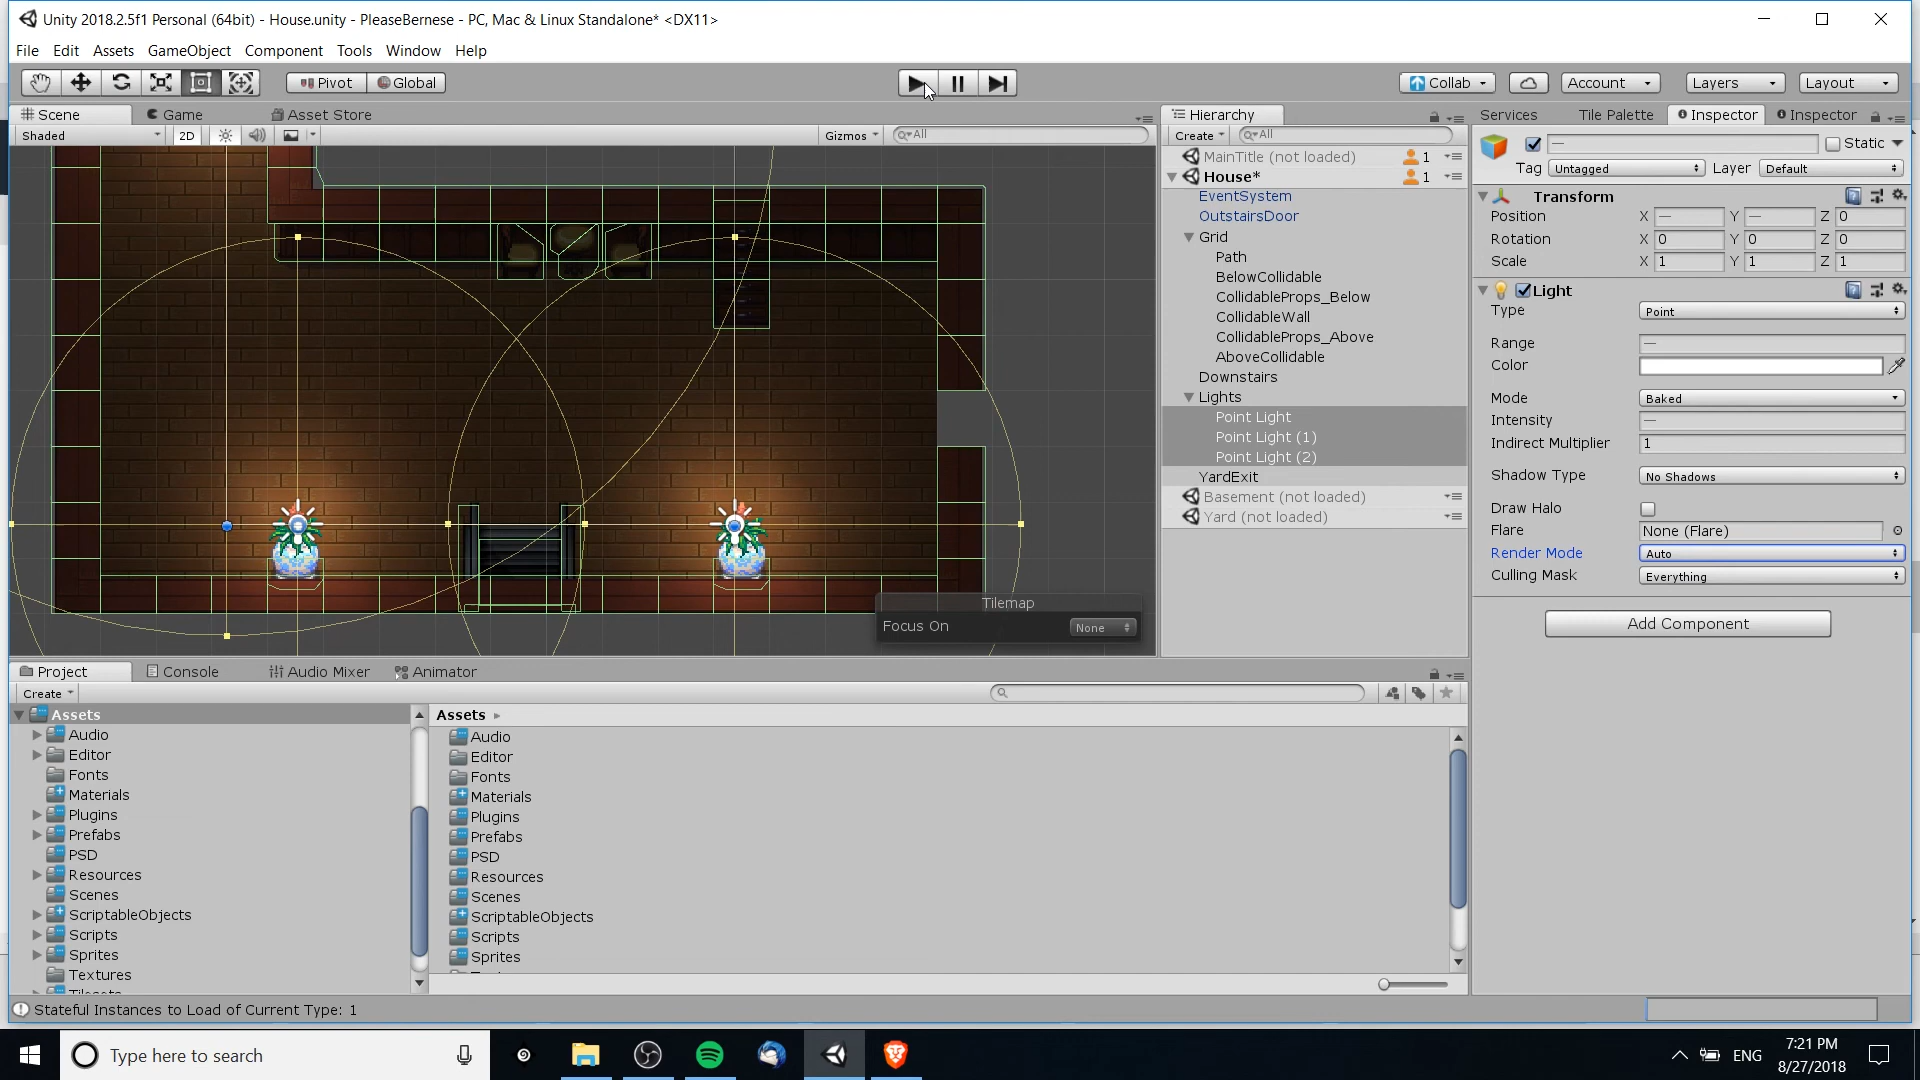 Unity 2018.2.5f1 Personal (64bit) - House.unity - PleaseBernese - PC, Mac & Linux Standalone* <DX11>
File Edit Assets GameObject Component Tools Window Help
Pivot Global Collab Account Layers Layout
Scene Game Asset Store
Shaded 2D Gizmos All
Hierarchy
Create All
MainTitle (not loaded) 1
House* 1
EventSystem
OutstairsDoor
Grid
Path
BelowCollidable
CollidableProps_Below
CollidableWall
CollidableProps_Above
AboveCollidable
Downstairs
Lights
Point Light
Point Light (1)
Point Light (2)
YardExit
Basement (not loaded)
Yard (not loaded)
Tilemap
Focus On None
Services Tile Palette Inspector Inspector
— Static
Tag Untagged Layer Default
Transform
Position X — Y — Z 0
Rotation X 0 Y 0 Z 0
Scale X 1 Y 1 Z 1
Light
Type Point
Range —
Color
Mode Baked
Intensity —
Indirect Multiplier 1
Shadow Type No Shadows
Draw Halo
Flare None (Flare)
Render Mode Auto
Culling Mask Everything
Add Component
Project Console Audio Mixer Animator
Create
Assets
Audio
Editor
Fonts
Materials
Plugins
Prefabs
PSD
Resources
Scenes
ScriptableObjects
Scripts
Sprites
Textures
Assets
Audio
Editor
Fonts
Materials
Plugins
Prefabs
PSD
Resources
Scenes
ScriptableObjects
Scripts
Sprites
Stateful Instances to Load of Current Type: 1
Type here to search
ENG
7:21 PM
8/27/2018